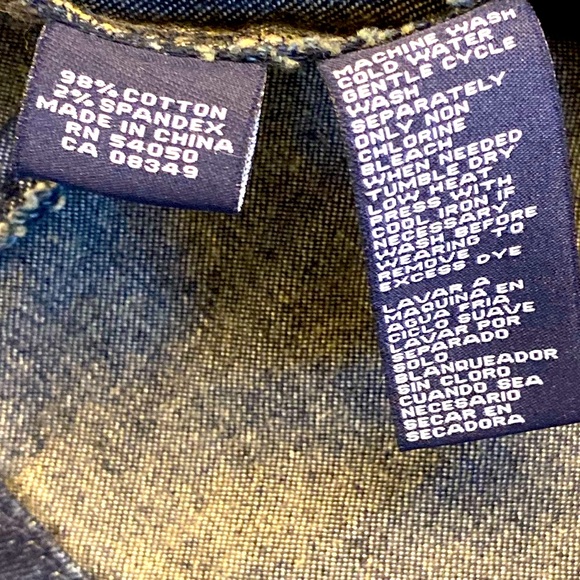 98% COTTON
2% SPANDEX
MADE IN CHINA
RN 54050
CA 08349
MACHINE WASH
COLD WATER
GENTLE CYCLE
WASH
SEPARATELY
ONLY NON
CHLORINE
BLEACH
WHEN NEEDED
TUMBLE DRY
LOW HEAT
PRESS WITH
COOL IRON IF
NECESSARY
WASH BEFORE
WEARING TO
REMOVE
EXCESS DYE
LAVAR A
MAQUINA EN
AGUA FRIA
CICLO SUAVE
LAVAR POR
SEPARADO
SOLO
BLANQUEADOR
SIN CLORO
CUANDO SEA
NECESARIO
SECAR EN
SECADORA